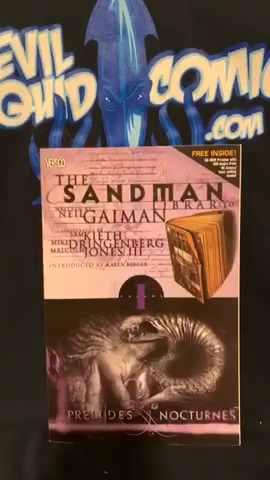 EVIL
SQUID COMIC
.COM
VERTIGO
FREE INSIDE!
THE
SANDMAN
LIBRARY
NEIL GAIMAN
SAM KIETH
MIKE DRINGENBERG
MALCOLM JONES III
INTRODUCED BY KAREN BERGER
I
PRELUDES & NOCTURNES